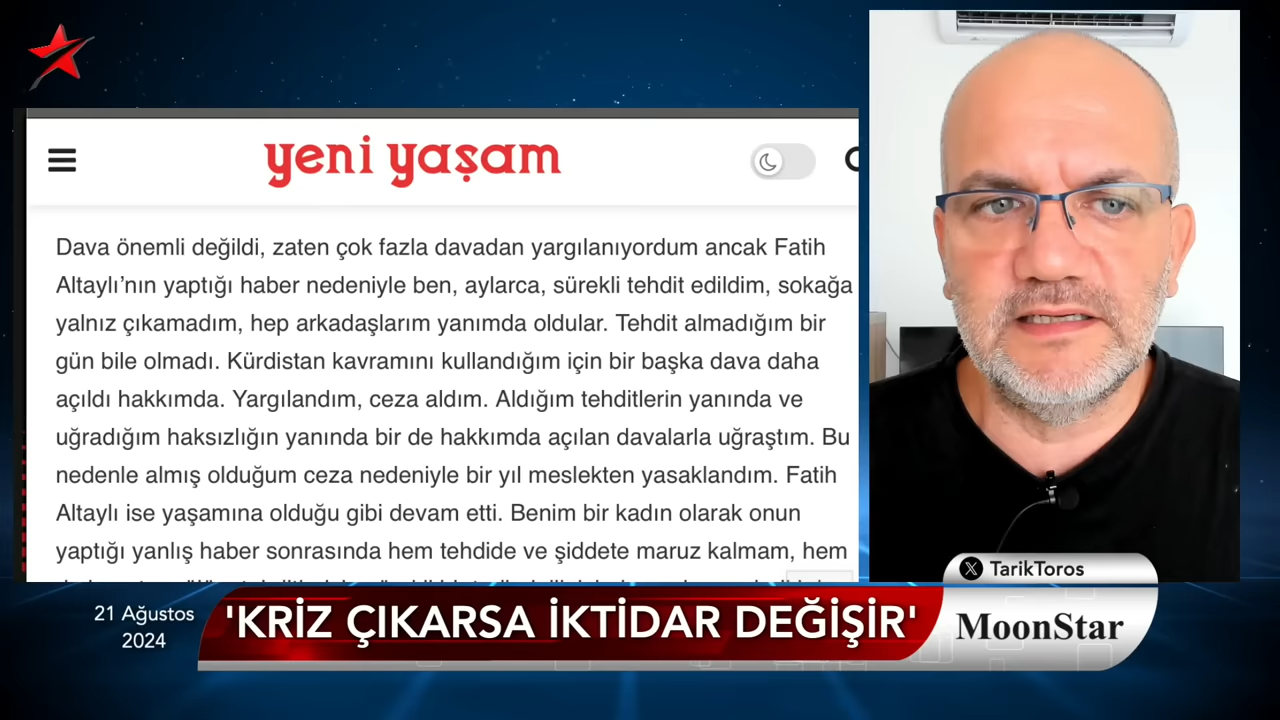 yeni yaşam
Dava önemli değildi, zaten çok fazla davadan yargılanıyordum ancak Fatih
Altaylı’nın yaptığı haber nedeniyle ben, aylarca, sürekli tehdit edildim, sokağa
yalnız çıkamadım, hep arkadaşlarım yanımda oldular. Tehdit almadığım bir
gün bile olmadı. Kürdistan kavramını kullandığım için bir başka dava daha
açıldı hakkımda. Yargılandım, ceza aldım. Aldığım tehditlerin yanında ve
uğradığım haksızlığın yanında bir de hakkımda açılan davalarla uğraştım. Bu
nedenle almış olduğum ceza nedeniyle bir yıl meslekten yasaklandım. Fatih
Altaylı ise yaşamına olduğu gibi devam etti. Benim bir kadın olarak onun
yaptığı yanlış haber sonrasında hem tehdide ve şiddete maruz kalmam, hem
TarikToros
21 Ağustos
2024
'KRİZ ÇIKARSA İKTİDAR DEĞİŞİR'
MoonStar